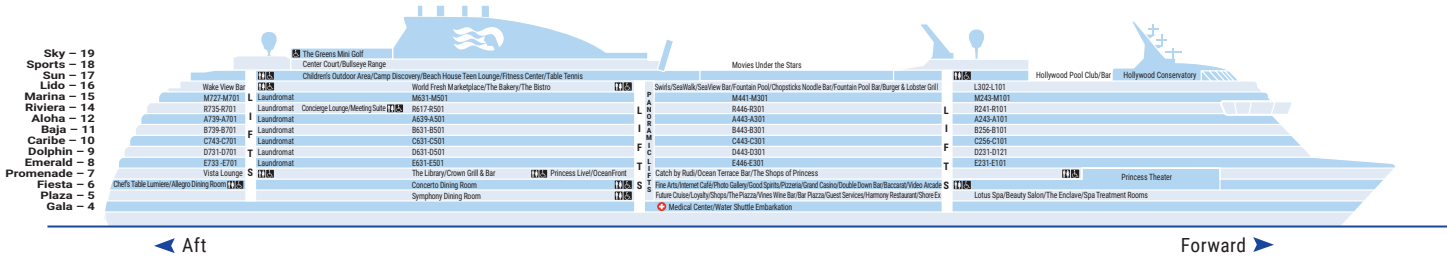 Sky – 19 The Greens Mini Golf
Sports – 18 Center Court/Bullseye Range Movies Under the Stars
Sun – 17 Children's Outdoor Area/Camp Discovery/Beach House Teen Lounge/Fitness Center/Table Tennis Hollywood Pool Club/Bar Hollywood Conservatory
Lido – 16 Wake View Bar World Fresh Marketplace/The Bakery/The Bistro Swirls/SeaWalk/SeaView Bar/Fountain Pool/Chopsticks Noodle Bar/Fountain Pool Bar/Burger & Lobster Grill L302-L101
Marina – 15 M727-M701 Laundromat M631-M501 M441-M301 M243-M101
Riviera – 14 R735-R701 Laundromat Concierge Lounge/Meeting Suite R617-R501 R446-R301 R241-R101
Aloha – 12 A739-A701 Laundromat A639-A501 A443-A301 A243-A101
Baja – 11 B739-B701 Laundromat B631-B501 B443-B301 B256-B101
Caribe – 10 C743-C701 Laundromat C631-C501 C443-C301 C256-C101
Dolphin – 9 D731-D701 Laundromat D631-D501 D443-D301 D231-D121
Emerald – 8 E733 -E701 Laundromat E631-E501 E446-E301 E231-E101
Promenade – 7 Vista Lounge The Library/Crown Grill & Bar Princess Live!/OceanFront Catch by Rudi/Ocean Terrace Bar/The Shops of Princess Princess Theater
Fiesta – 6 Chef's Table Lumiere/Allegro Dining Room Concerto Dining Room Fine Arts/Internet Café/Photo Gallery/Good Spirits/Pizzeria/Grand Casino/Double Down Bar/Baccarat/Video Arcade
Plaza – 5 Symphony Dining Room Future Cruise/Loyalty/Shops/The Piazza/Vines Wine Bar/Bar Plaza/Guest Services/Harmony Restaurant/Shore Ex Lotus Spa/Beauty Salon/The Enclave/Spa Treatment Rooms
Gala – 4 Medical Center/Water Shuttle Embarkation
LIFTS
LIFTS
PANORAMIC LIFTS
LIFTS
Aft Forward